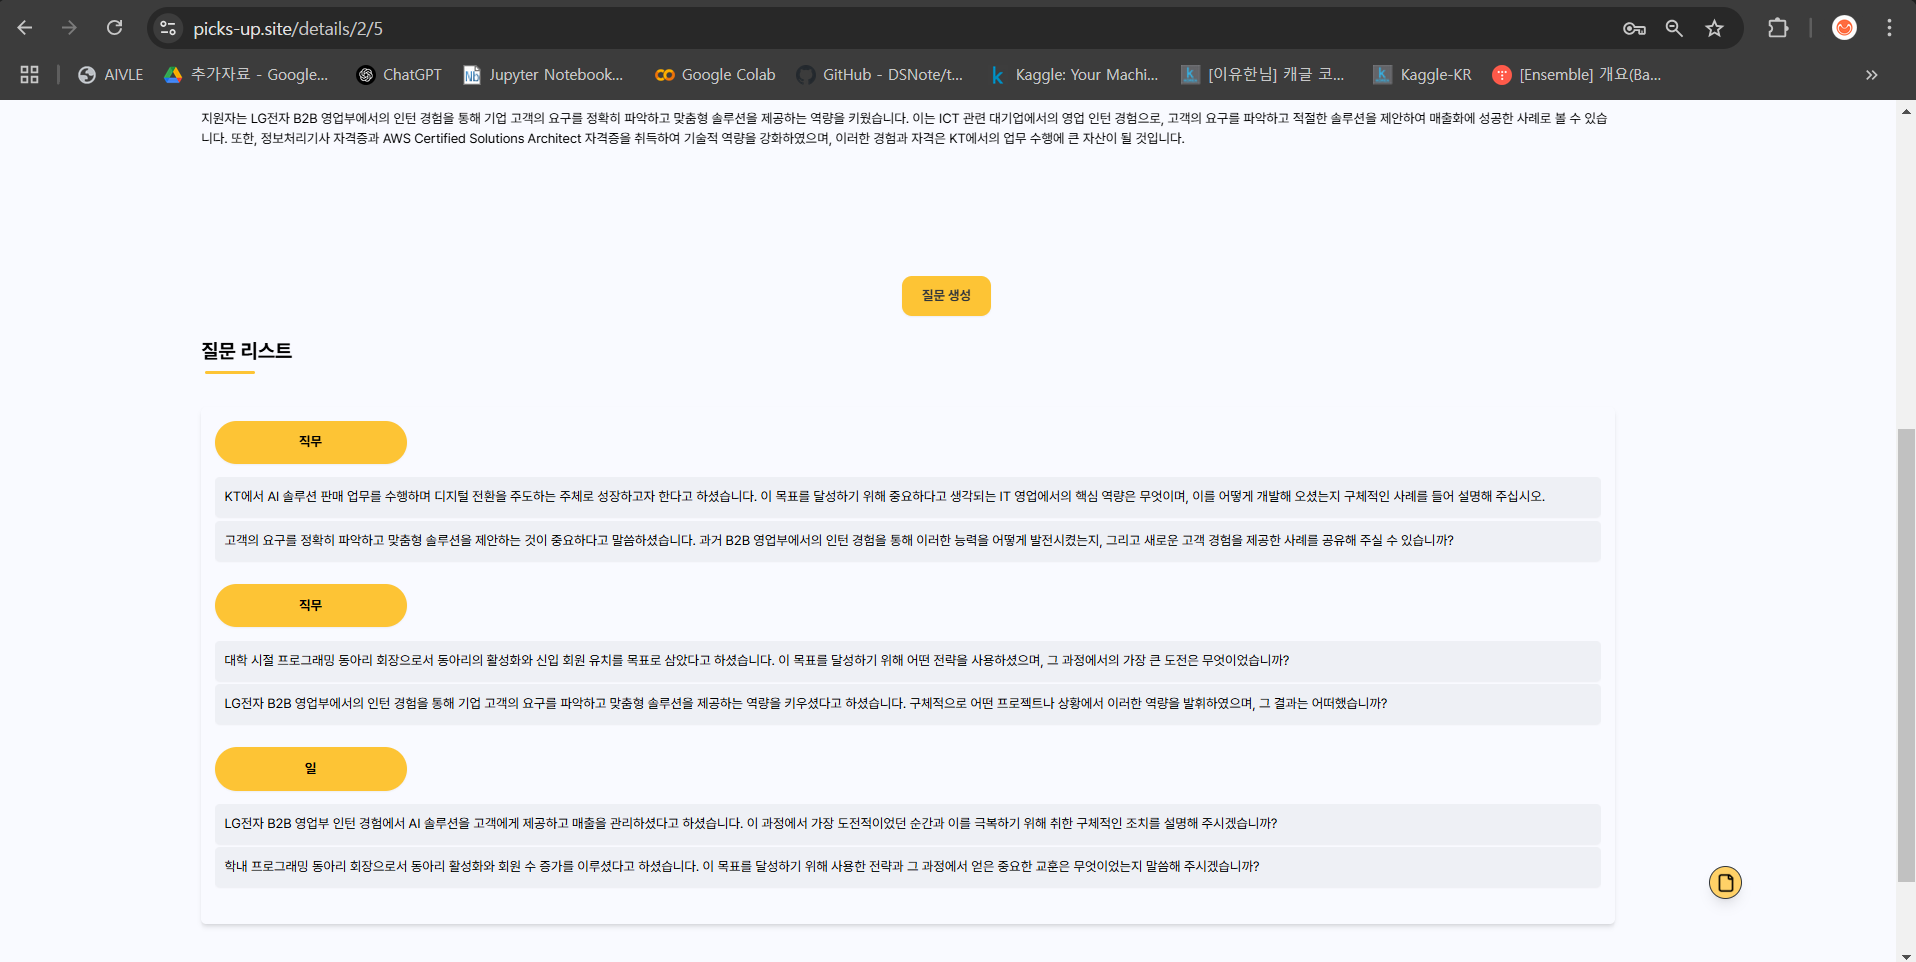 picks-up.site/details/2/5
AIVLE
추가자료 - Google...
ChatGPT
Nb
Jupyter Notebook...
Google Colab
GitHub - DSNote/t...
Kaggle: Your Machi...
[이유한님] 캐글 코...
Kaggle-KR
[Ensemble] 개요(Ba...
지원자는 LG전자 B2B 영업부에서의 인턴 경험을 통해 기업 고객의 요구를 정확히 파악하고 맞춤형 솔루션을 제공하는 역량을 키웠습니다. 이는 ICT 관련 대기업에서의 영업 인턴 경험으로, 고객의 요구를 파악하고 적절한 솔루션을 제안하여 매출화에 성공한 사례로 볼 수 있습
니다. 또한, 정보처리기사 자격증과 AWS Certified Solutions Architect 자격증을 취득하여 기술적 역량을 강화하였으며, 이러한 경험과 자격은 KT에서의 업무 수행에 큰 자산이 될 것입니다.
질문 생성
질문 리스트
직무
KT에서 AI 솔루션 판매 업무를 수행하며 디지털 전환을 주도하는 주체로 성장하고자 한다고 하셨습니다. 이 목표를 달성하기 위해 중요하다고 생각되는 IT 영업에서의 핵심 역량은 무엇이며, 이를 어떻게 개발해 오셨는지 구체적인 사례를 들어 설명해 주십시오.
고객의 요구를 정확히 파악하고 맞춤형 솔루션을 제안하는 것이 중요하다고 말씀하셨습니다. 과거 B2B 영업부에서의 인턴 경험을 통해 이러한 능력을 어떻게 발전시켰는지, 그리고 새로운 고객 경험을 제공한 사례를 공유해 주실 수 있습니까?
직무
대학 시절 프로그래밍 동아리 회장으로서 동아리의 활성화와 신입 회원 유치를 목표로 삼았다고 하셨습니다. 이 목표를 달성하기 위해 어떤 전략을 사용하셨으며, 그 과정에서의 가장 큰 도전은 무엇이었습니까?
LG전자 B2B 영업부에서의 인턴 경험을 통해 기업 고객의 요구를 파악하고 맞춤형 솔루션을 제공하는 역량을 키우셨다고 하셨습니다. 구체적으로 어떤 프로젝트나 상황에서 이러한 역량을 발휘하였으며, 그 결과는 어떠했습니까?
일
LG전자 B2B 영업부 인턴 경험에서 AI 솔루션을 고객에게 제공하고 매출을 관리하셨다고 하셨습니다. 이 과정에서 가장 도전적이었던 순간과 이를 극복하기 위해 취한 구체적인 조치를 설명해 주시겠습니까?
학내 프로그래밍 동아리 회장으로서 동아리 활성화와 회원 수 증가를 이루셨다고 하셨습니다. 이 목표를 달성하기 위해 사용한 전략과 그 과정에서 얻은 중요한 교훈은 무엇이었는지 말씀해 주시겠습니까?